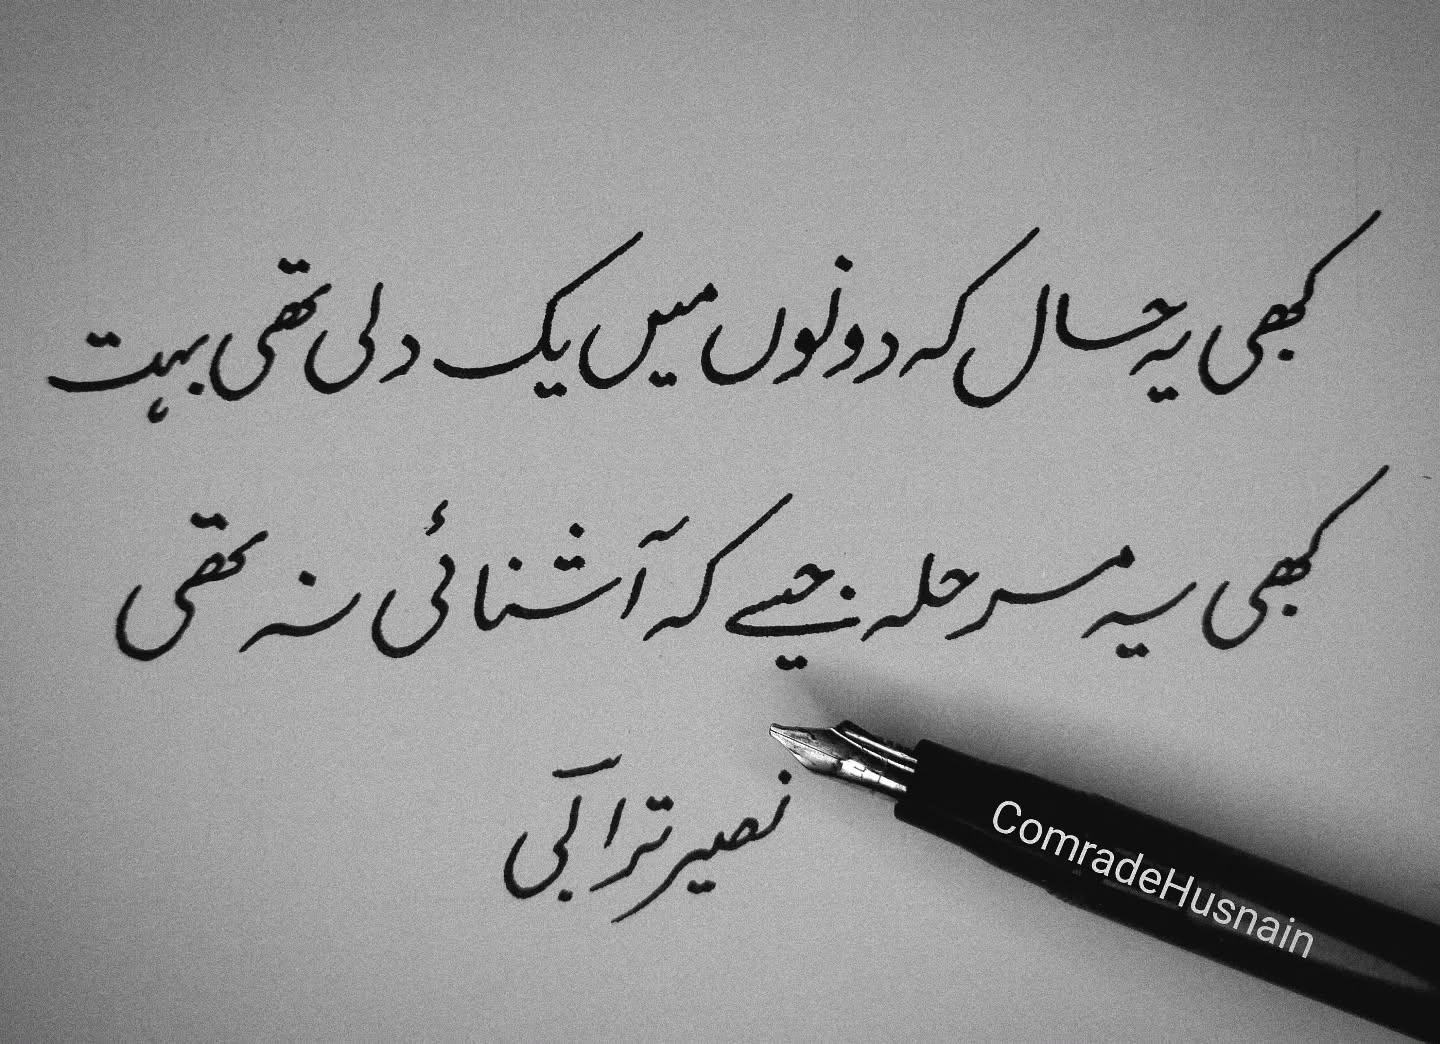 کبھی یہ حال کہ دونوں میں یک دلی تھی بہت
کبھی یہ مرحلہ جیسے کہ آشنائی نہ تھی
نصیر ترابی
ComradeHusnain